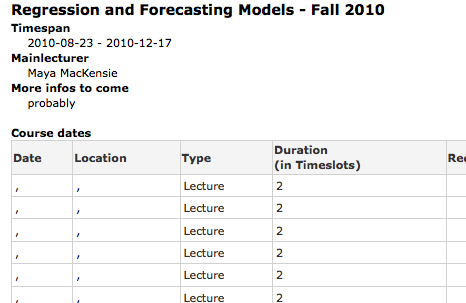 Regression and Forecasting Models - Fall 2010
Timespan
2010-08-23 - 2010-12-17
Mainlecturer
Maya MacKensie
More infos to come
probably
Course dates
Date Location Type Duration (in Timeslots) Rec
, , Lecture 2
, , Lecture 2
, , Lecture 2
, , Lecture 2
, , Lecture 2
, , Lecture 2